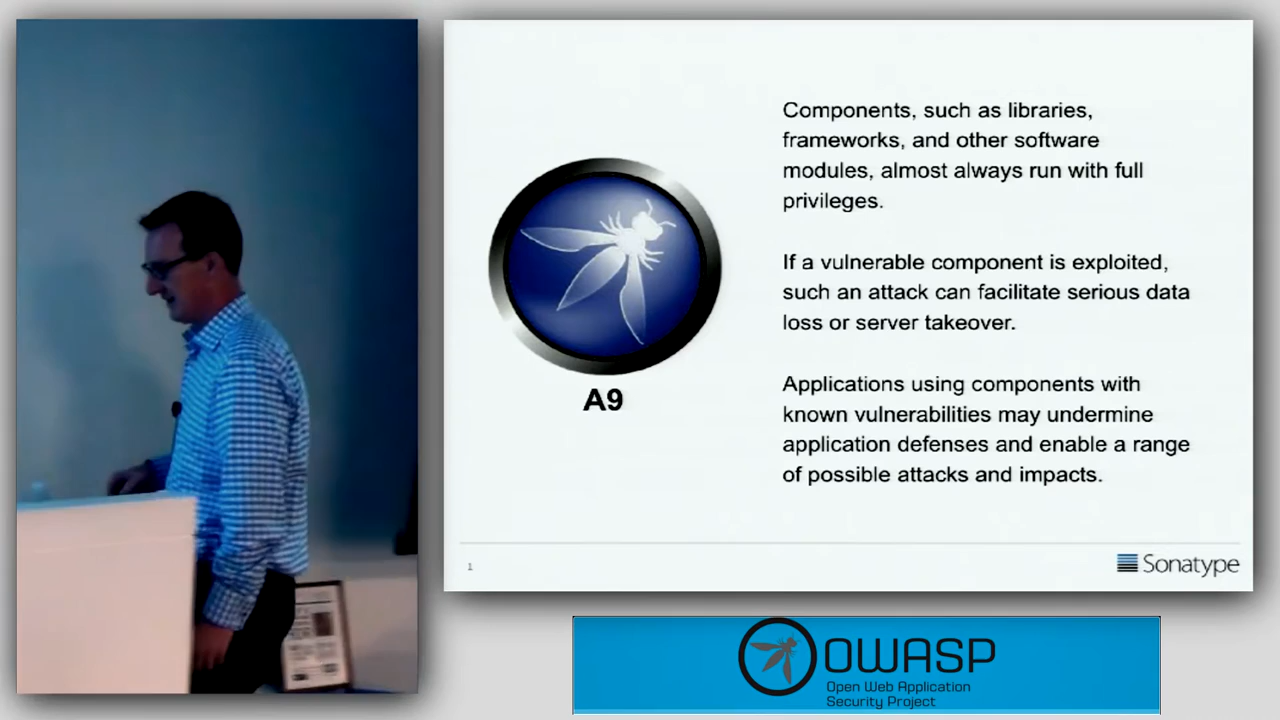 Components, such as libraries,
frameworks, and other software
modules, almost always run with full
privileges.
If a vulnerable component is exploited,
such an attack can facilitate serious data
loss or server takeover.
Applications using components with
known vulnerabilities may undermine
application defenses and enable a range
of possible attacks and impacts.
A9
1
Sonatype
OWASP
Open Web Application
Security Project